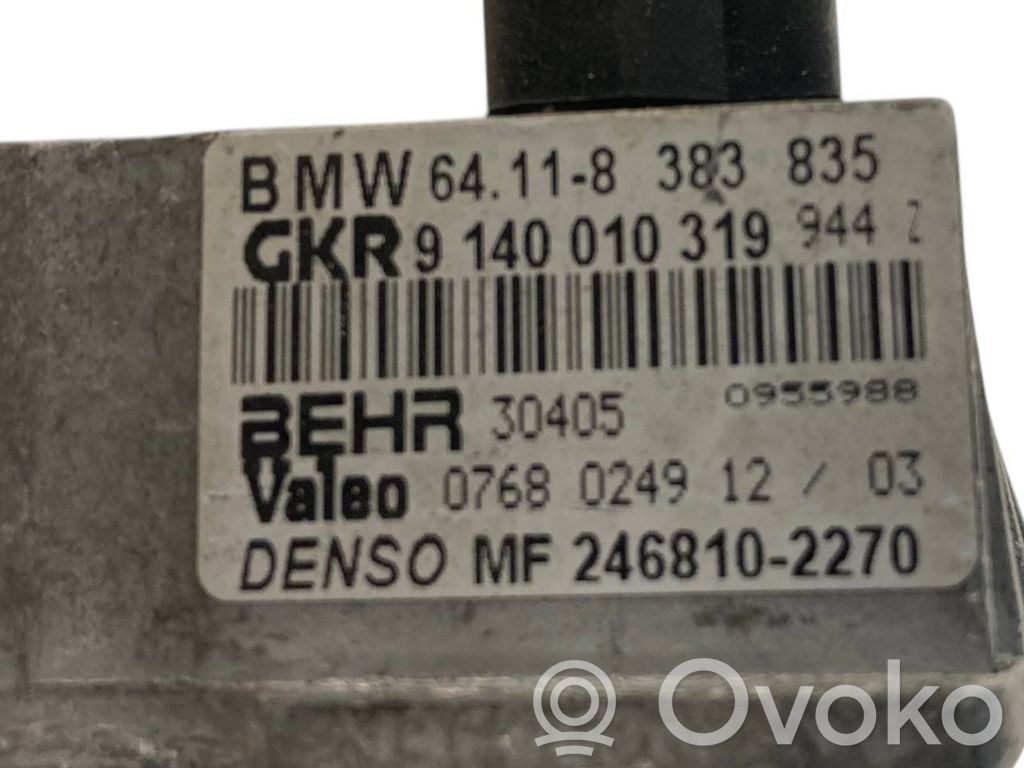 BMW 64.11-8 383 835
GKR 9 140 010 319 944 Z
BEHR 30405 0955988
Valeo 0768 0249 12 / 03
DENSO MF 246810-2270
Ovoko